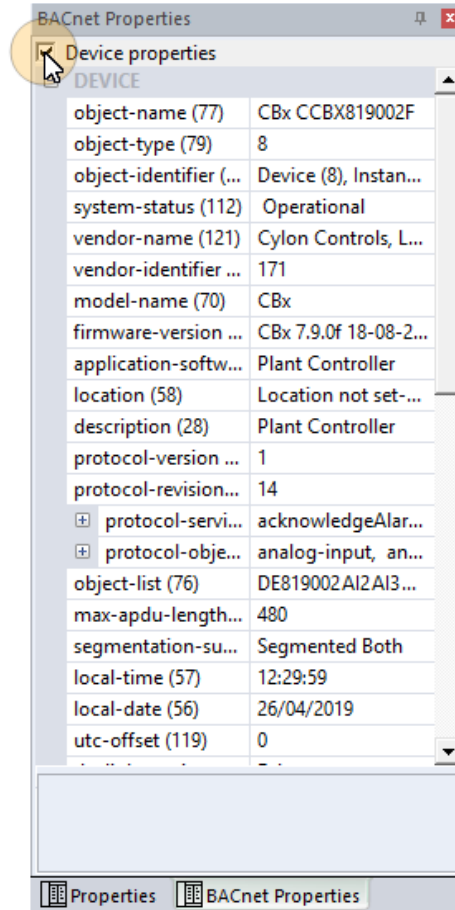 BACnet Properties
Device properties
DEVICE
object-name (77) CBx CCBX819002F
object-type (79) 8
object-identifier (... Device (8), Instan...
system-status (112) Operational
vendor-name (121) Cylon Controls, L...
vendor-identifier ... 171
model-name (70) CBx
firmware-version ... CBx 7.9.0f 18-08-2...
application-softw... Plant Controller
location (58) Location not set-...
description (28) Plant Controller
protocol-version ... 1
protocol-revision... 14
protocol-servi... acknowledgeAlar...
protocol-obje... analog-input, an...
object-list (76) DE819002 AI2 AI3...
max-apdu-length... 480
segmentation-su... Segmented Both
local-time (57) 12:29:59
local-date (56) 26/04/2019
utc-offset (119) 0
Properties BACnet Properties